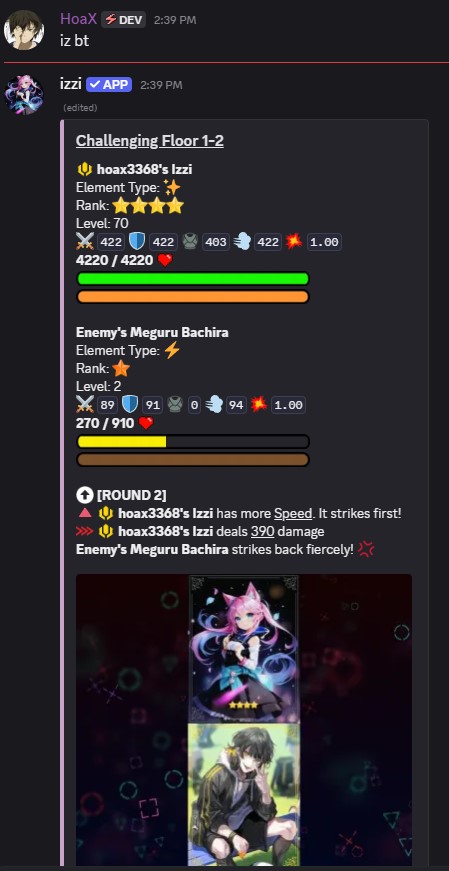 HoaX DEV 2:39 PM
iz bt
izzi APP 2:39 PM
(edited)
Challenging Floor 1-2
hoax3368's Izzi
Element Type:
Rank:
Level: 70
422 422 403 422 1.00
4220 / 4220
Enemy's Meguru Bachira
Element Type:
Rank:
Level: 2
89 91 0 94 1.00
270 / 910
[ROUND 2]
hoax3368's Izzi has more Speed. It strikes first!
hoax3368's Izzi deals 390 damage
Enemy's Meguru Bachira strikes back fiercely!